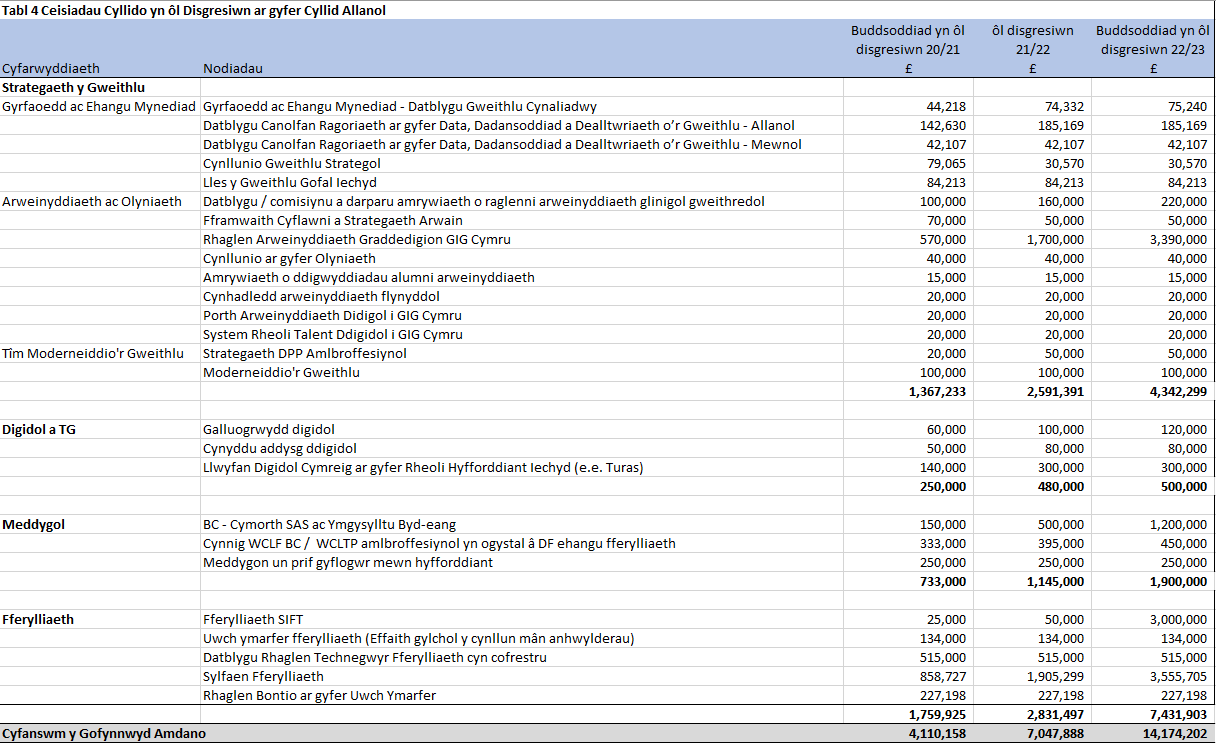 Tabl 4 Ceisiadau Cyllido yn ôl Disgresiwn ar gyfer Cyllid Allanol
Buddsoddiad yn ôl ôl disgresiwn Buddsoddiad yn ôl
disgresiwn 20/21 21/22 disgresiwn 22/23
Cyfarwyddiaeth Nodiadau £ £ £
Strategaeth y Gweithlu
Gyrfaoedd ac Ehangu Mynediad Gyrfaoedd ac Ehangu Mynediad - Datblygu Gweithlu Cynaliadwy 44,218 74,332 75,240
Datblygu Canolfan Ragoriaeth ar gyfer Data, Dadansoddiad a Dealltwriaeth o’r Gweithlu - Allanol 142,630 185,169 185,169
Datblygu Canolfan Ragoriaeth ar gyfer Data, Dadansoddiad a Dealltwriaeth o’r Gweithlu - Mewnol 42,107 42,107 42,107
Cynllunio Gweithlu Strategol 79,065 30,570 30,570
Lles y Gweithlu Gofal Iechyd 84,213 84,213 84,213
Arweinyddiaeth ac Olyniaeth Datblygu / comisiynu a darparu amrywiaeth o raglenni arweinyddiaeth glinigol gweithredol 100,000 160,000 220,000
Fframwaith Cyflawni a Strategaeth Arwain 70,000 50,000 50,000
Rhaglen Arweinyddiaeth Graddedigion GIG Cymru 570,000 1,700,000 3,390,000
Cynllunio ar gyfer Olyniaeth 40,000 40,000 40,000
Amrywiaeth o ddigwyddiadau alumni arweinyddiaeth 15,000 15,000 15,000
Cynhadledd arweinyddiaeth flynyddol 20,000 20,000 20,000
Porth Arweinyddiaeth Didigol i GIG Cymru 20,000 20,000 20,000
System Rheoli Talent Ddigidol i GIG Cymru 20,000 20,000 20,000
Tîm Moderneiddio'r Gweithlu Strategaeth DPP Amlbroffesiynol 20,000 50,000 50,000
Moderneiddio'r Gweithlu 100,000 100,000 100,000
1,367,233 2,591,391 4,342,299
Digidol a TG Galluogrwydd digidol 60,000 100,000 120,000
Cynyddu addysg ddigidol 50,000 80,000 80,000
Llwyfan Digidol Cymreig ar gyfer Rheoli Hyfforddiant Iechyd (e.e. Turas) 140,000 300,000 300,000
250,000 480,000 500,000
Meddygol BC - Cymorth SAS ac Ymgysylltu Byd-eang 150,000 500,000 1,200,000
Cynnig WCLF BC / WCLTP amlbroffesiynol yn ogystal â DF ehangu fferylliaeth 333,000 395,000 450,000
Meddygon un prif gyflogwr mewn hyfforddiant 250,000 250,000 250,000
733,000 1,145,000 1,900,000
Fferylliaeth Fferylliaeth SIFT 25,000 50,000 3,000,000
Uwch ymarfer fferylliaeth (Effaith gylchol y cynllun mân anhwylderau) 134,000 134,000 134,000
Datblygu Rhaglen Technegwyr Fferylliaeth cyn cofrestru 515,000 515,000 515,000
Sylfaen Fferylliaeth 858,727 1,905,299 3,555,705
Rhaglen Bontio ar gyfer Uwch Ymarfer 227,198 227,198 227,198
1,759,925 2,831,497 7,431,903
Cyfanswm y Gofynnwyd Amdano 4,110,158 7,047,888 14,174,202